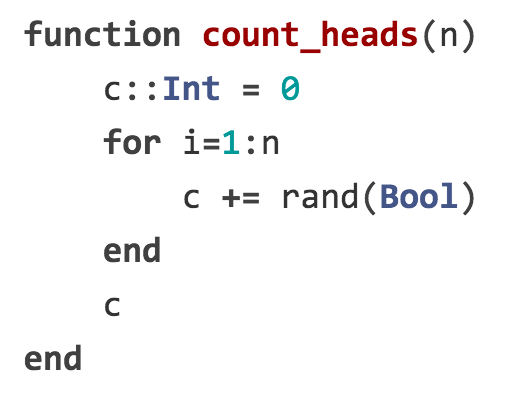 function count_heads(n)
    c::Int = 0
    for i=1:n
        c += rand(Bool)
    end
    c
end